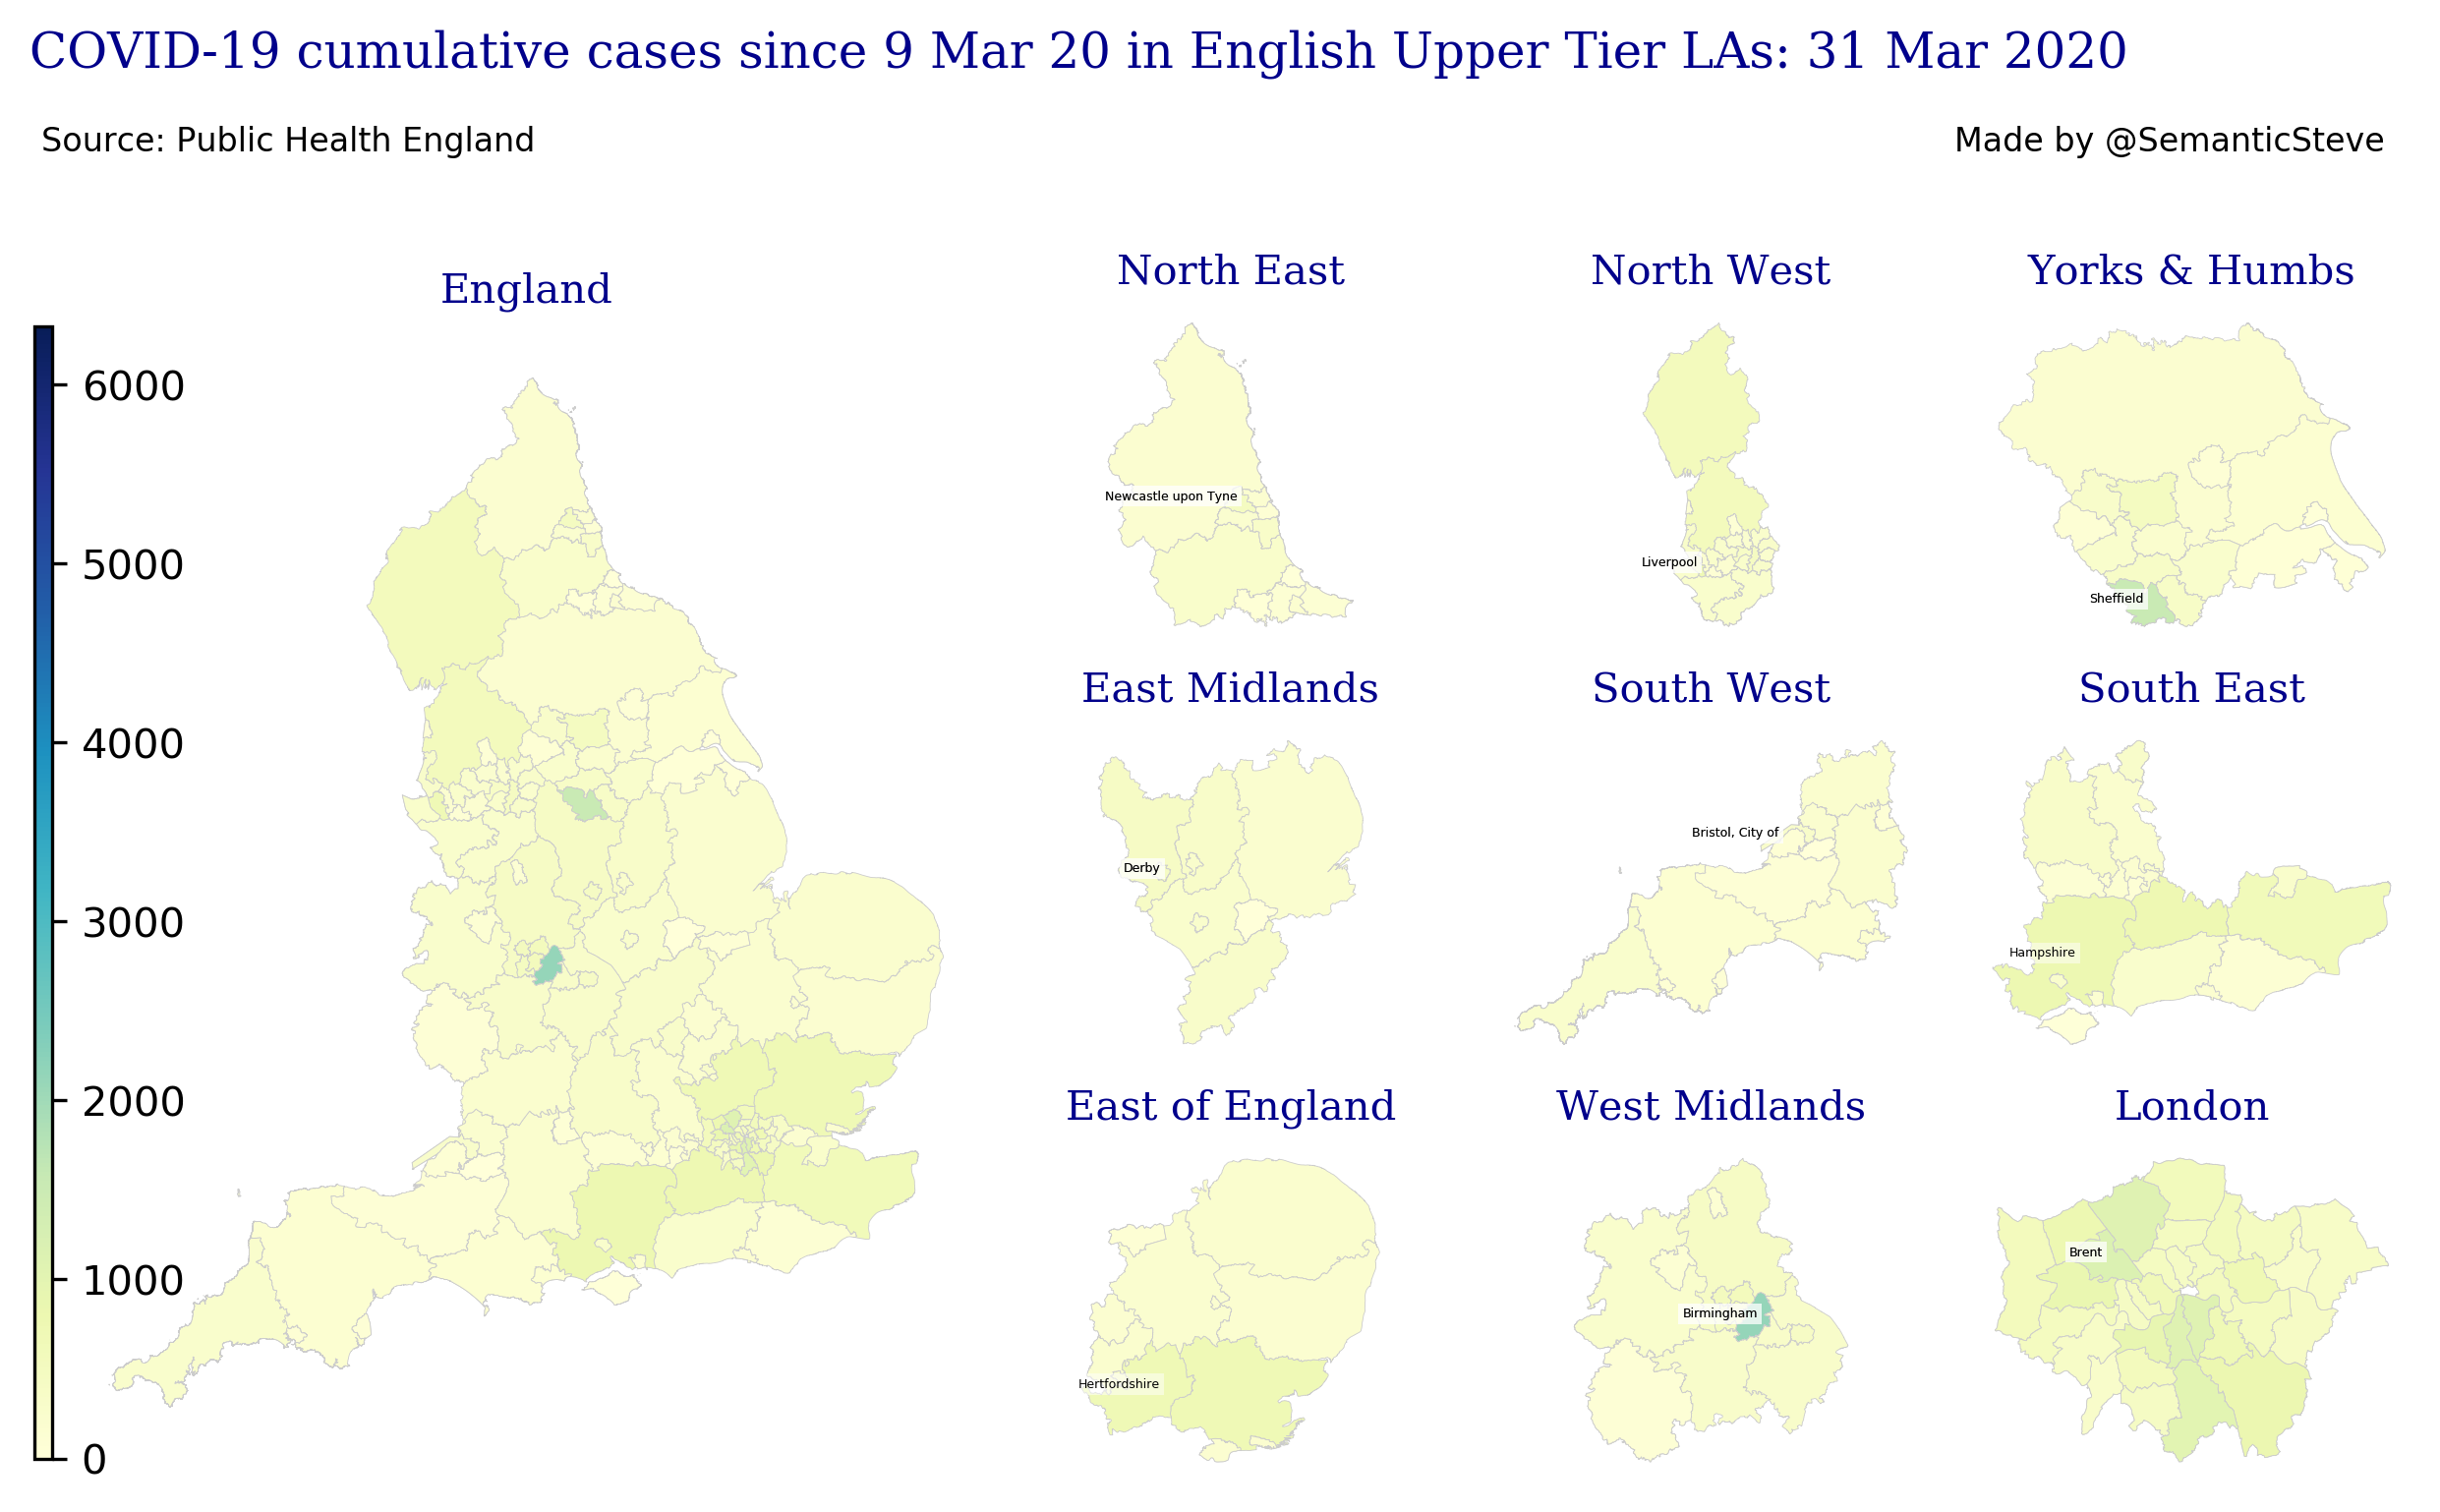 COVID-19 cumulative cases since 9 Mar 20 in English Upper Tier LAs: 31 Mar 2020
Source: Public Health England
Made by @SemanticSteve
England
6000
5000
4000
3000
2000
1000
0
North East
Newcastle upon Tyne
North West
Liverpool
Yorks & Humbs
Sheffield
East Midlands
Derby
South West
Bristol, City of
South East
Hampshire
East of England
Hertfordshire
West Midlands
Birmingham
London
Brent